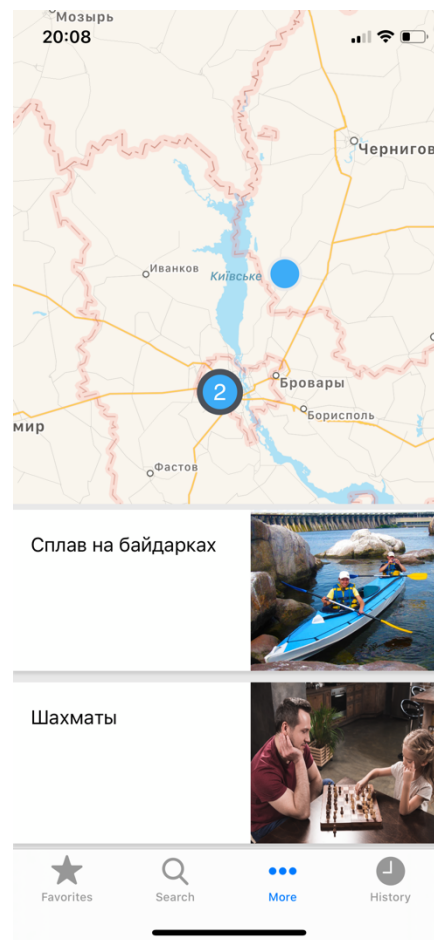 Мозырь
20:08
Чернигов
Иванков
Київське
2
Бровары
Борисполь
мир
Фастов
Сплав на байдарках
Шахматы
Favorites
Search
More
History